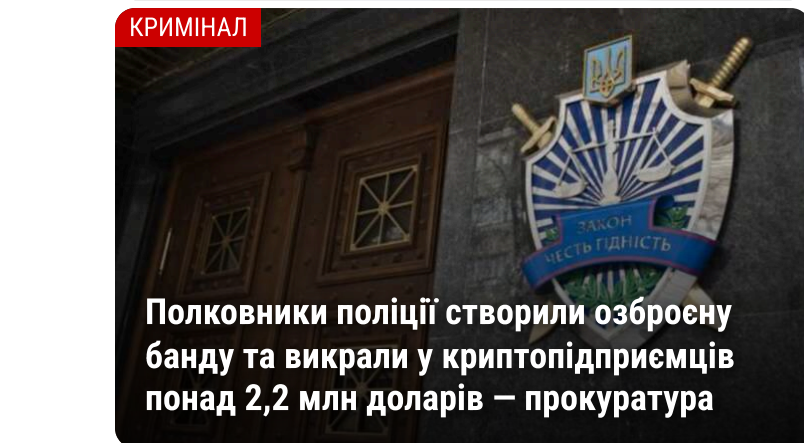 КРИМІНАЛ
ЗАКОН
ЧЕСТЬ ГІДНІСТЬ
Полковники поліції створили озброєну
банду та викрали у криптопідприємців
понад 2,2 млн доларів — прокуратура